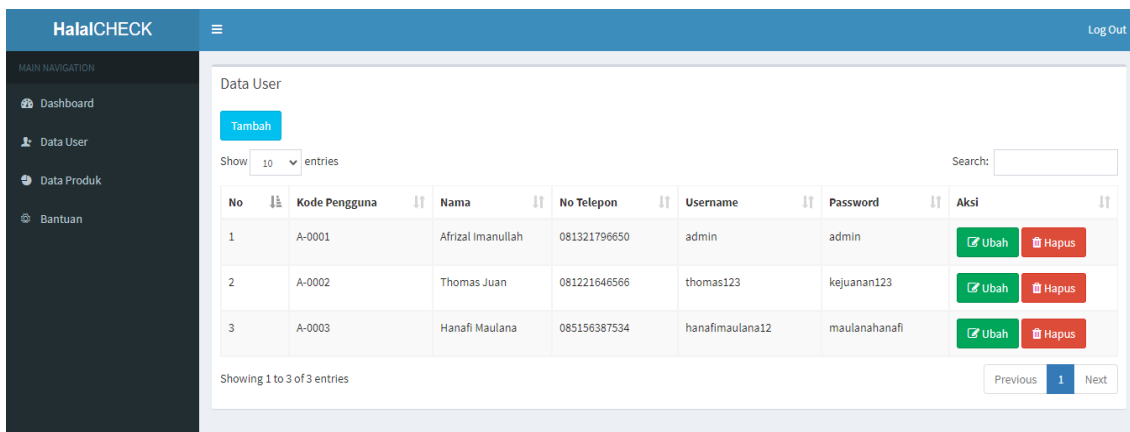 HalalCHECK
Log Out
MAIN NAVIGATION
Dashboard
Data User
Data Produk
Bantuan
Data User
Tambah
Show 10 entries
Search:
No Kode Pengguna Nama No Telepon Username Password Aksi
1 A-0001 Afrizal Imanullah 081321796650 admin admin Ubah Hapus
2 A-0002 Thomas Juan 081221646566 thomas123 kejuanan123 Ubah Hapus
3 A-0003 Hanafi Maulana 085156387534 hanafimaulana12 maulanahanafi Ubah Hapus
Showing 1 to 3 of 3 entries
Previous 1 Next